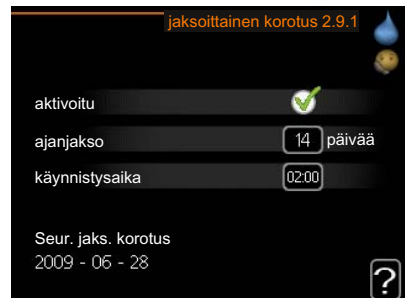 jaksoittainen korotus 2.9.1
aktivoitu
ajanjakso 14 päivää
käynnistysaika 02:00
Seur. jaks. korotus
2009 - 06 - 28
?